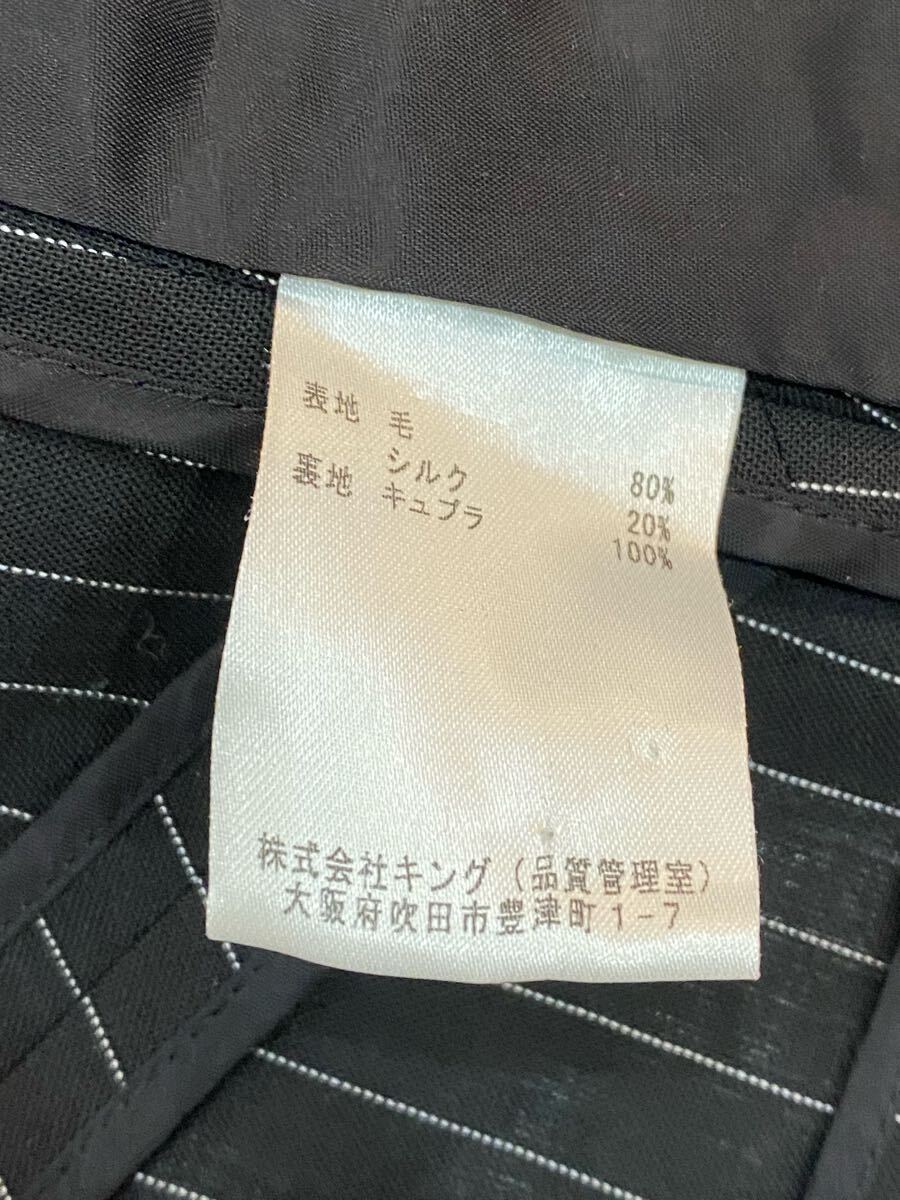 表地 毛 80%
シルク 20%
裏地 キュプラ 100%
株式会社キング(品質管理室)
大阪府吹田市豊津町1-7